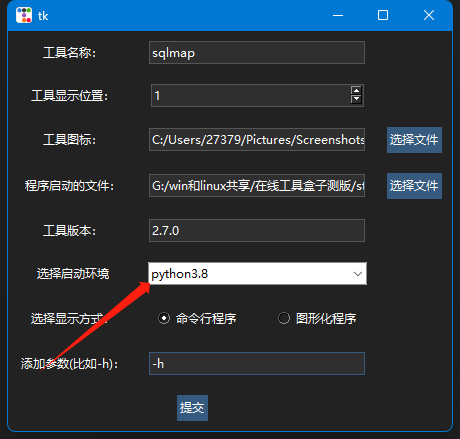 tk
工具名称: sqlmap
工具显示位置: 1
工具图标: C:/Users/27379/Pictures/Screenshots 选择文件
程序启动的文件: G:/win和linux共享/在线工具盒子测版/st 选择文件
工具版本: 2.7.0
选择启动环境 python3.8
选择显示方式: 命令行程序 图形化程序
添加参数(比如-h): -h
提交